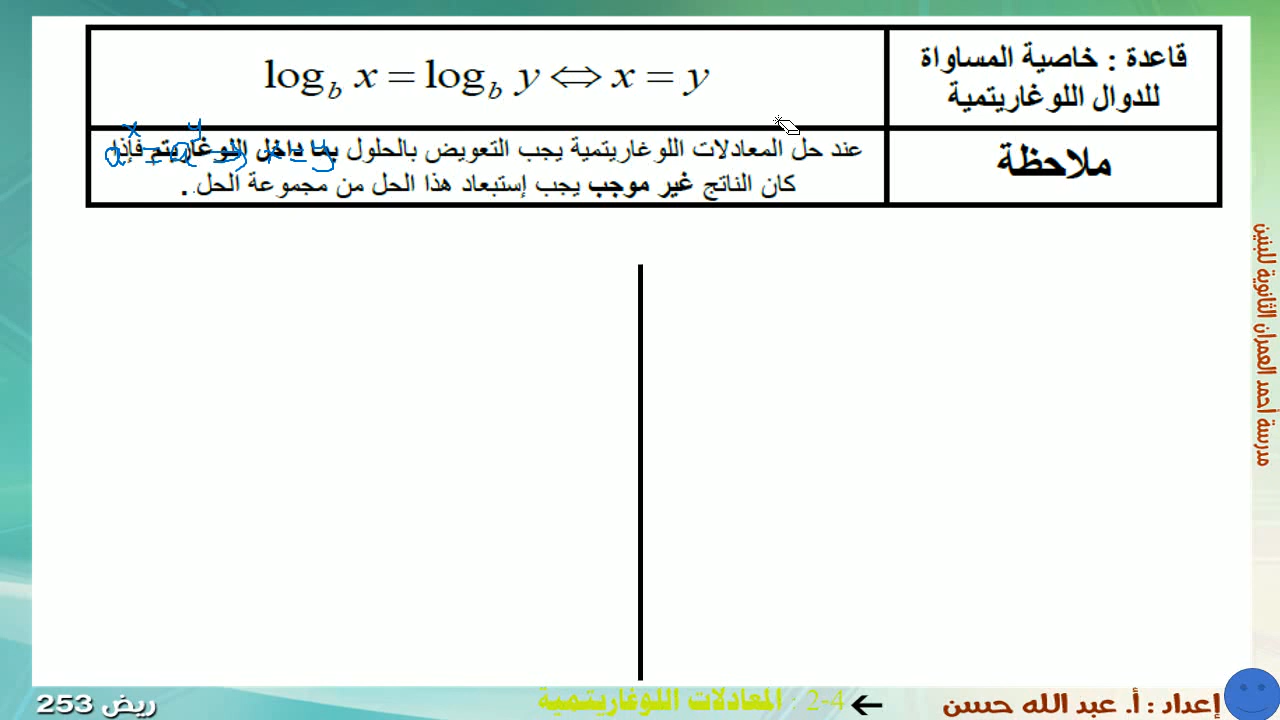 قاعدة : خاصية المساواة
للدوال اللوغاريتمية
log_b x = log_b y ⇔ x = y
ملاحظة
عند حل المعادلات اللوغاريتمية يجب التعويض بالحلول بما داخل اللوغاريتم فإذا
كان الناتج غير موجب يجب إستبعاد هذا الحل من مجموعة الحل .
a^x = a^y ⇒ x = y
مدرسة أحمد العمران الثانوية للبنين
إعداد : أ. عبد الله حسن
← 2-4 : المعادلات اللوغاريتمية
ريض 253